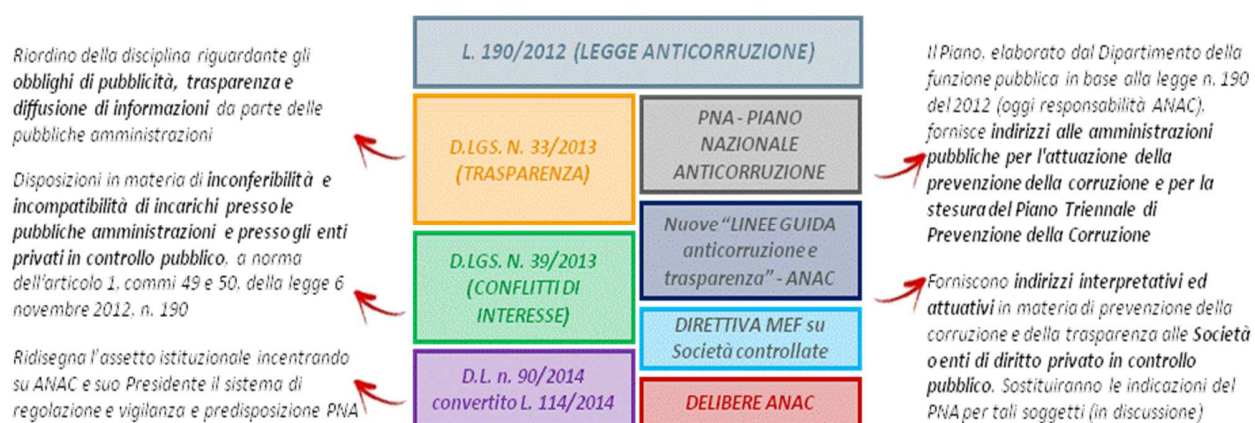 Riordino della disciplina riguardante gli
obblighi di pubblicità, trasparenza e
diffusione di informazioni da parte delle
pubbliche amministrazioni
Disposizioni in materia di inconferibilità e
incompatibilità di incarichi presso le
pubbliche amministrazioni e presso gli enti
privati in controllo pubblico, a norma
dell'articolo 1, commi 49 e 50, della legge 6
novembre 2012, n. 190
Ridisegna l'assetto istituzionale incentrando
su ANAC e suo Presidente il sistema di
regolazione e vigilanza e predisposizione PNA
L. 190/2012 (LEGGE ANTICORRUZIONE)
D.LGS. N. 33/2013
(TRASPARENZA)
D.LGS. N. 39/2013
(CONFLITTI DI
INTERESSE)
D.L. n. 90/2014
convertito L. 114/2014
PNA - PIANO
NAZIONALE
ANTICORRUZIONE
Nuove "LINEE GUIDA
anticorruzione e
trasparenza" - ANAC
DIRETTIVA MEF su
Società controllate
DELIBERE ANAC
Il Piano, elaborato dal Dipartimento della
funzione pubblica in base alla legge n. 190
del 2012 (oggi responsabilità ANAC),
fornisce indirizzi alle amministrazioni
pubbliche per l'attuazione della
prevenzione della corruzione e per la
stesura del Piano Triennale di
Prevenzione della Corruzione
Forniscono indirizzi interpretativi ed
attuativi in materia di prevenzione della
corruzione e della trasparenza alle Società
o enti di diritto privato in controllo
pubblico. Sostituiranno le indicazioni del
PNA per tali soggetti (in discussione)